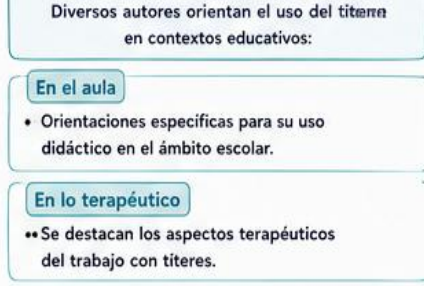 Diversos autores orientan el uso del
en contextos educativos:
En el aula
• Orientaciones específicas para su uso
didáctico en el ámbito escolar.
En lo terapéutico
•• Se destacan los aspectos terapéuticos
del trabajo con títeres.